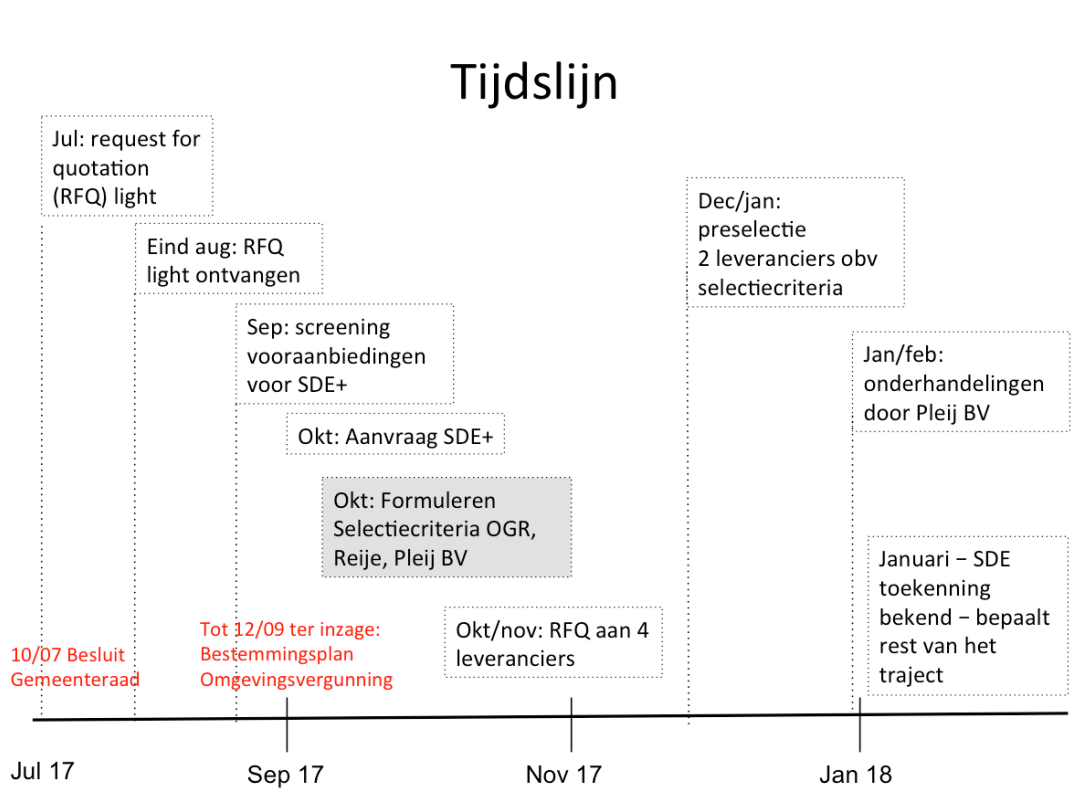 Tijdslijn
Jul: request for
quotation
(RFQ) light
Eind aug: RFQ
light ontvangen
Sep: screening
vooraanbiedingen
voor SDE+
Okt: Aanvraag SDE+
Okt: Formuleren
Selectiecriteria OGR,
Reije, Pleij BV
Okt/nov: RFQ aan 4
leveranciers
Dec/jan:
preselectie
2 leveranciers obv
selectiecriteria
Jan/feb:
onderhandelingen
door Pleij BV
Januari – SDE
toekenning
bekend – bepaalt
rest van het
traject
10/07 Besluit
Gemeenteraad
Tot 12/09 ter inzage:
Bestemmingsplan
Omgevingsvergunning
Jul 17
Sep 17
Nov 17
Jan 18